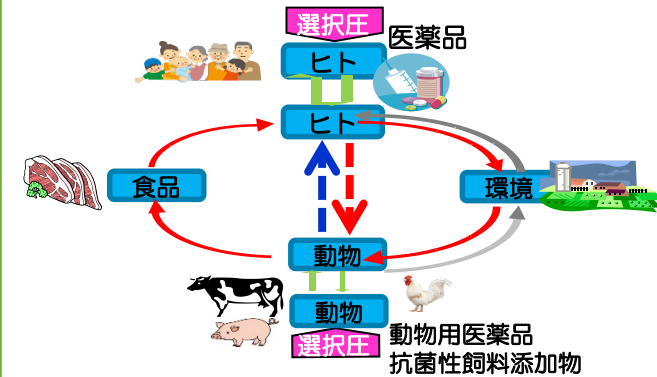 選択圧
医薬品
ヒト
ヒト
食品
環境
動物
動物
選択圧
動物用医薬品
抗菌性飼料添加物